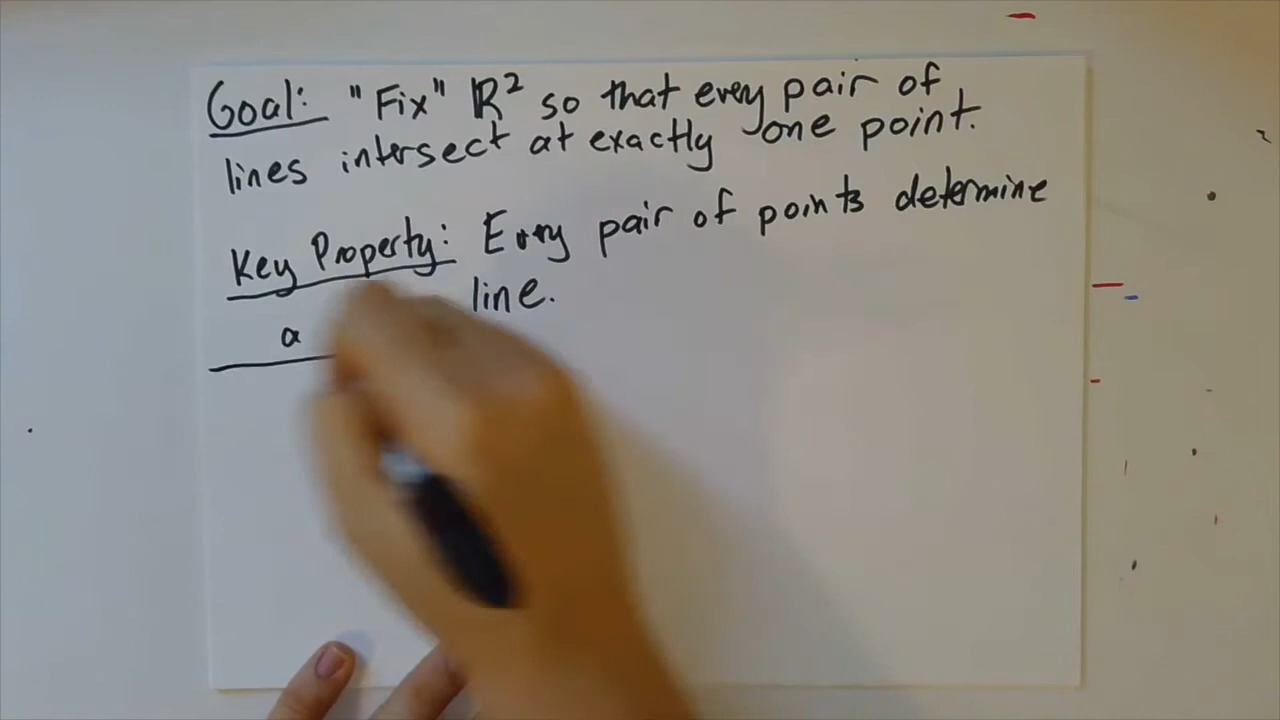 Goal: "Fix" ℝ² so that every pair of
lines intersect at exactly one point.
Key Property: Every pair of points determine
line.
a